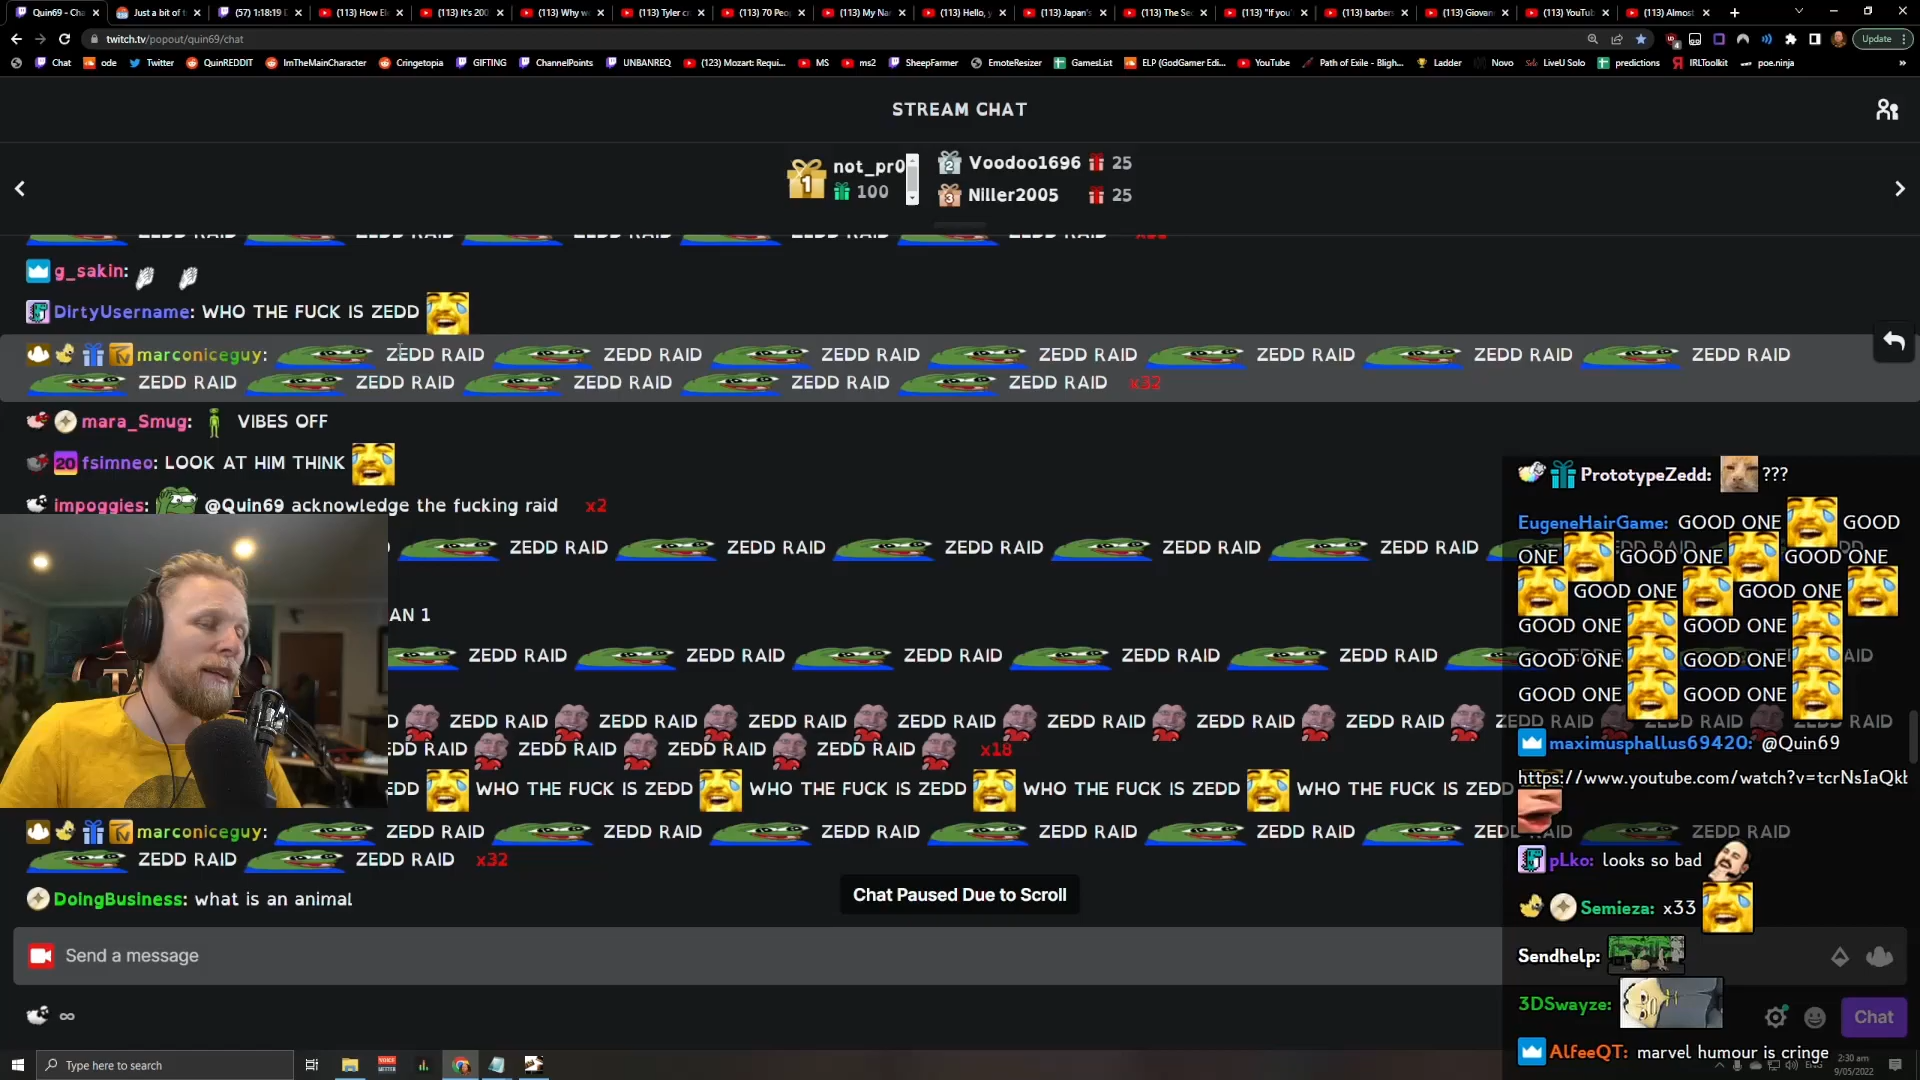 Quin69 - Cha
Just a bit of t
(57) 1:18:19 D
(113) How Ele
(113) It's 200
(113) Why w
(113) Tyler cr
(113) 70 Peop
(113) My Nar
(113) Hello, y
(113) Japan's
(113) The Sec
(113) "If you'
(113) barbers
(113) Giovan
(113) YouTub
(113) Almost
twitch.tv/popout/quin69/chat
Update
Chat
ode
Twitter
QuinREDDIT
ImTheMainCharacter
Cringetopia
GIFTING
ChannelPoints
UNBANREQ
(123) Mozart: Requi...
MS
ms2
SheepFarmer
EmoteResizer
GamesList
ELP (GodGamer Edi...
YouTube
Path of Exile - Bligh...
Ladder
Novo
LiveU Solo
predictions
IRLToolkit
poe.ninja
STREAM CHAT
1 not_pr0
100
2 Voodoo1696 25
3 Niller2005 25
ZEDD RAID ZEDD RAID ZEDD RAID ZEDD RAID ZEDD RAID
g_sakin:
DirtyUsername: WHO THE FUCK IS ZEDD
marconiceguy: ZEDD RAID ZEDD RAID ZEDD RAID ZEDD RAID ZEDD RAID ZEDD RAID ZEDD RAID
ZEDD RAID ZEDD RAID ZEDD RAID ZEDD RAID ZEDD RAID x32
mara_Smug: VIBES OFF
20 fsimneo: LOOK AT HIM THINK
impoggies: @Quin69 acknowledge the fucking raid x2
ZEDD RAID ZEDD RAID ZEDD RAID ZEDD RAID ZEDD RAID
AN 1
ZEDD RAID ZEDD RAID ZEDD RAID ZEDD RAID ZEDD RAID
D ZEDD RAID ZEDD RAID ZEDD RAID ZEDD RAID ZEDD RAID ZEDD RAID ZEDD RAID ZEDD RAID ZEDD RAID ZEDD RAID
DD RAID ZEDD RAID ZEDD RAID ZEDD RAID x18
EDD WHO THE FUCK IS ZEDD WHO THE FUCK IS ZEDD WHO THE FUCK IS ZEDD WHO THE FUCK IS ZEDD
marconiceguy: ZEDD RAID ZEDD RAID ZEDD RAID ZEDD RAID ZEDD RAID ZEDD RAID ZEDD RAID
ZEDD RAID ZEDD RAID x32
DoingBusiness: what is an animal
Chat Paused Due to Scroll
Send a message
Chat
PrototypeZedd: ???
EugeneHairGame: GOOD ONE GOOD
ONE GOOD ONE GOOD ONE
GOOD ONE GOOD ONE
GOOD ONE GOOD ONE
GOOD ONE GOOD ONE
GOOD ONE GOOD ONE
maximusphallus69420: @Quin69
pLko: looks so bad
Semieza: x33
Sendhelp:
3DSwayze:
AlfeeQT: marvel humour is cringe
Type here to search
2:30 am
9/05/2022